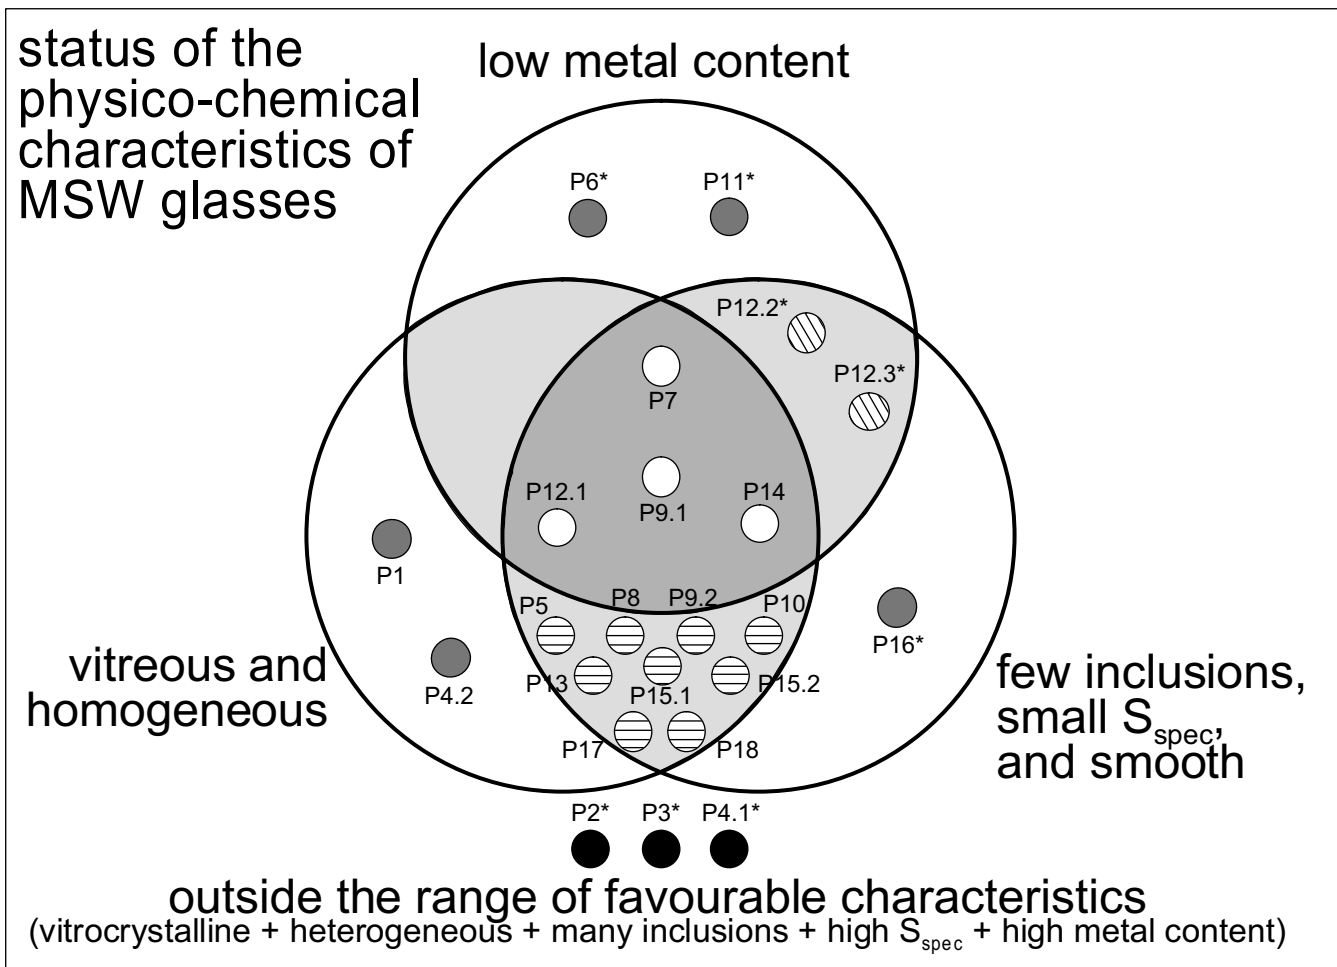 status of the
physico-chemical
characteristics of
MSW glasses
low metal content
P6*
P11*
P12.2*
P12.3*
P7
P9.1
P12.1
P14
P1
P4.2
P5
P8
P9.2
P10
P16*
P13
P15.1
P15.2
P17
P18
vitreous and
homogeneous
few inclusions,
small Sspec,
and smooth
P2*
P3*
P4.1*
outside the range of favourable characteristics
(vitrocrystalline + heterogeneous + many inclusions + high Sspec + high metal content)